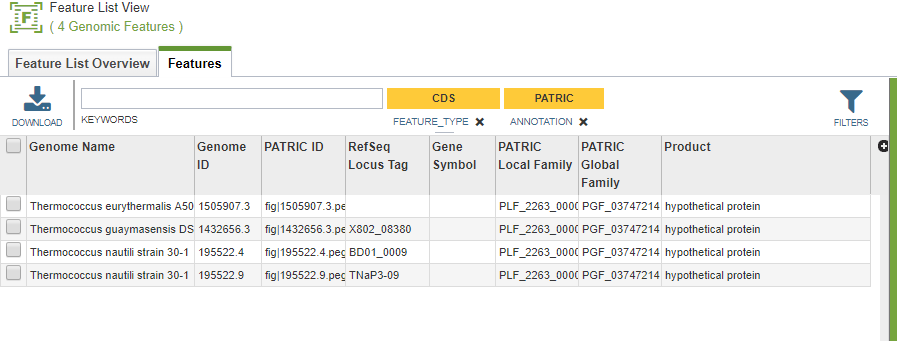 Feature List View
( 4 Genomic Features )
Feature List Overview
Features
DOWNLOAD
KEYWORDS
CDS
FEATURE_TYPE ✖
PATRIC
ANNOTATION ✖
FILTERS
Genome Name Genome ID PATRIC ID RefSeq Locus Tag Gene Symbol PATRIC Local Family PATRIC Global Family Product
Thermococcus eurythermalis A50 1505907.3 fig|1505907.3.pe PLF_2263_0000 PGF_03747214 hypothetical protein
Thermococcus guaymasensis DS 1432656.3 fig|1432656.3.pe X802_08380 PLF_2263_0000 PGF_03747214 hypothetical protein
Thermococcus nautili strain 30-1 195522.4 fig|195522.4.peg BD01_0009 PLF_2263_0000 PGF_03747214 hypothetical protein
Thermococcus nautili strain 30-1 195522.9 fig|195522.9.peg TNaP3-09 PLF_2263_0000 PGF_03747214 hypothetical protein